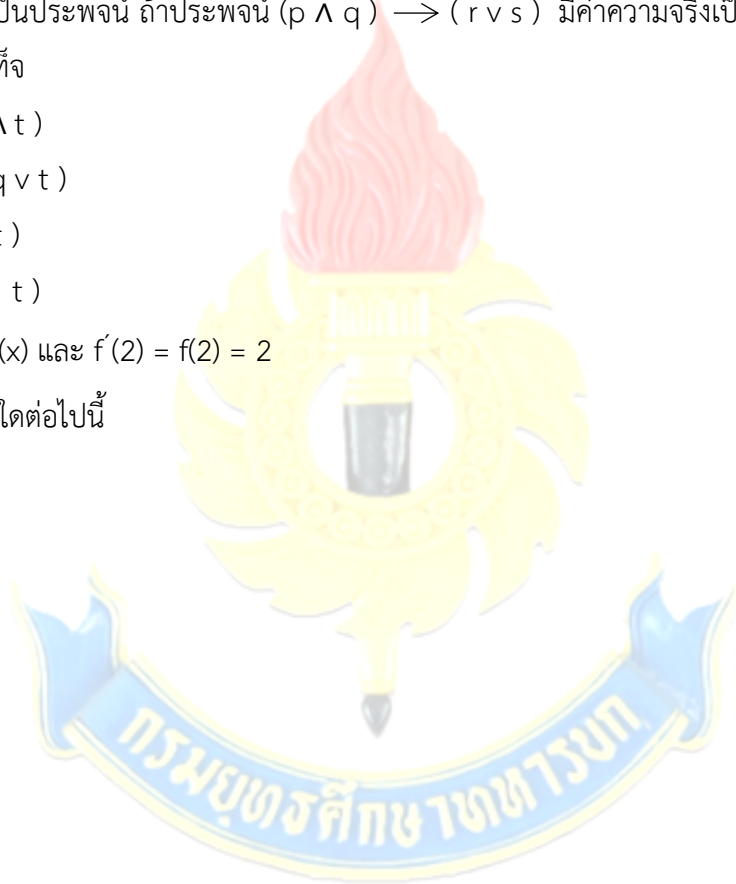 ป็นประพจน์ ถ้าประพจน์ (p ∧ q ) ⟶ ( r ∨ s ) มีค่าความจริงเป็
ท็จ
∧ t )
q ∨ t )
t )
t )
(x) และ f´(2) = f(2) = 2
ใดต่อไปนี้
กรมยุทธศึกษาทหารบก